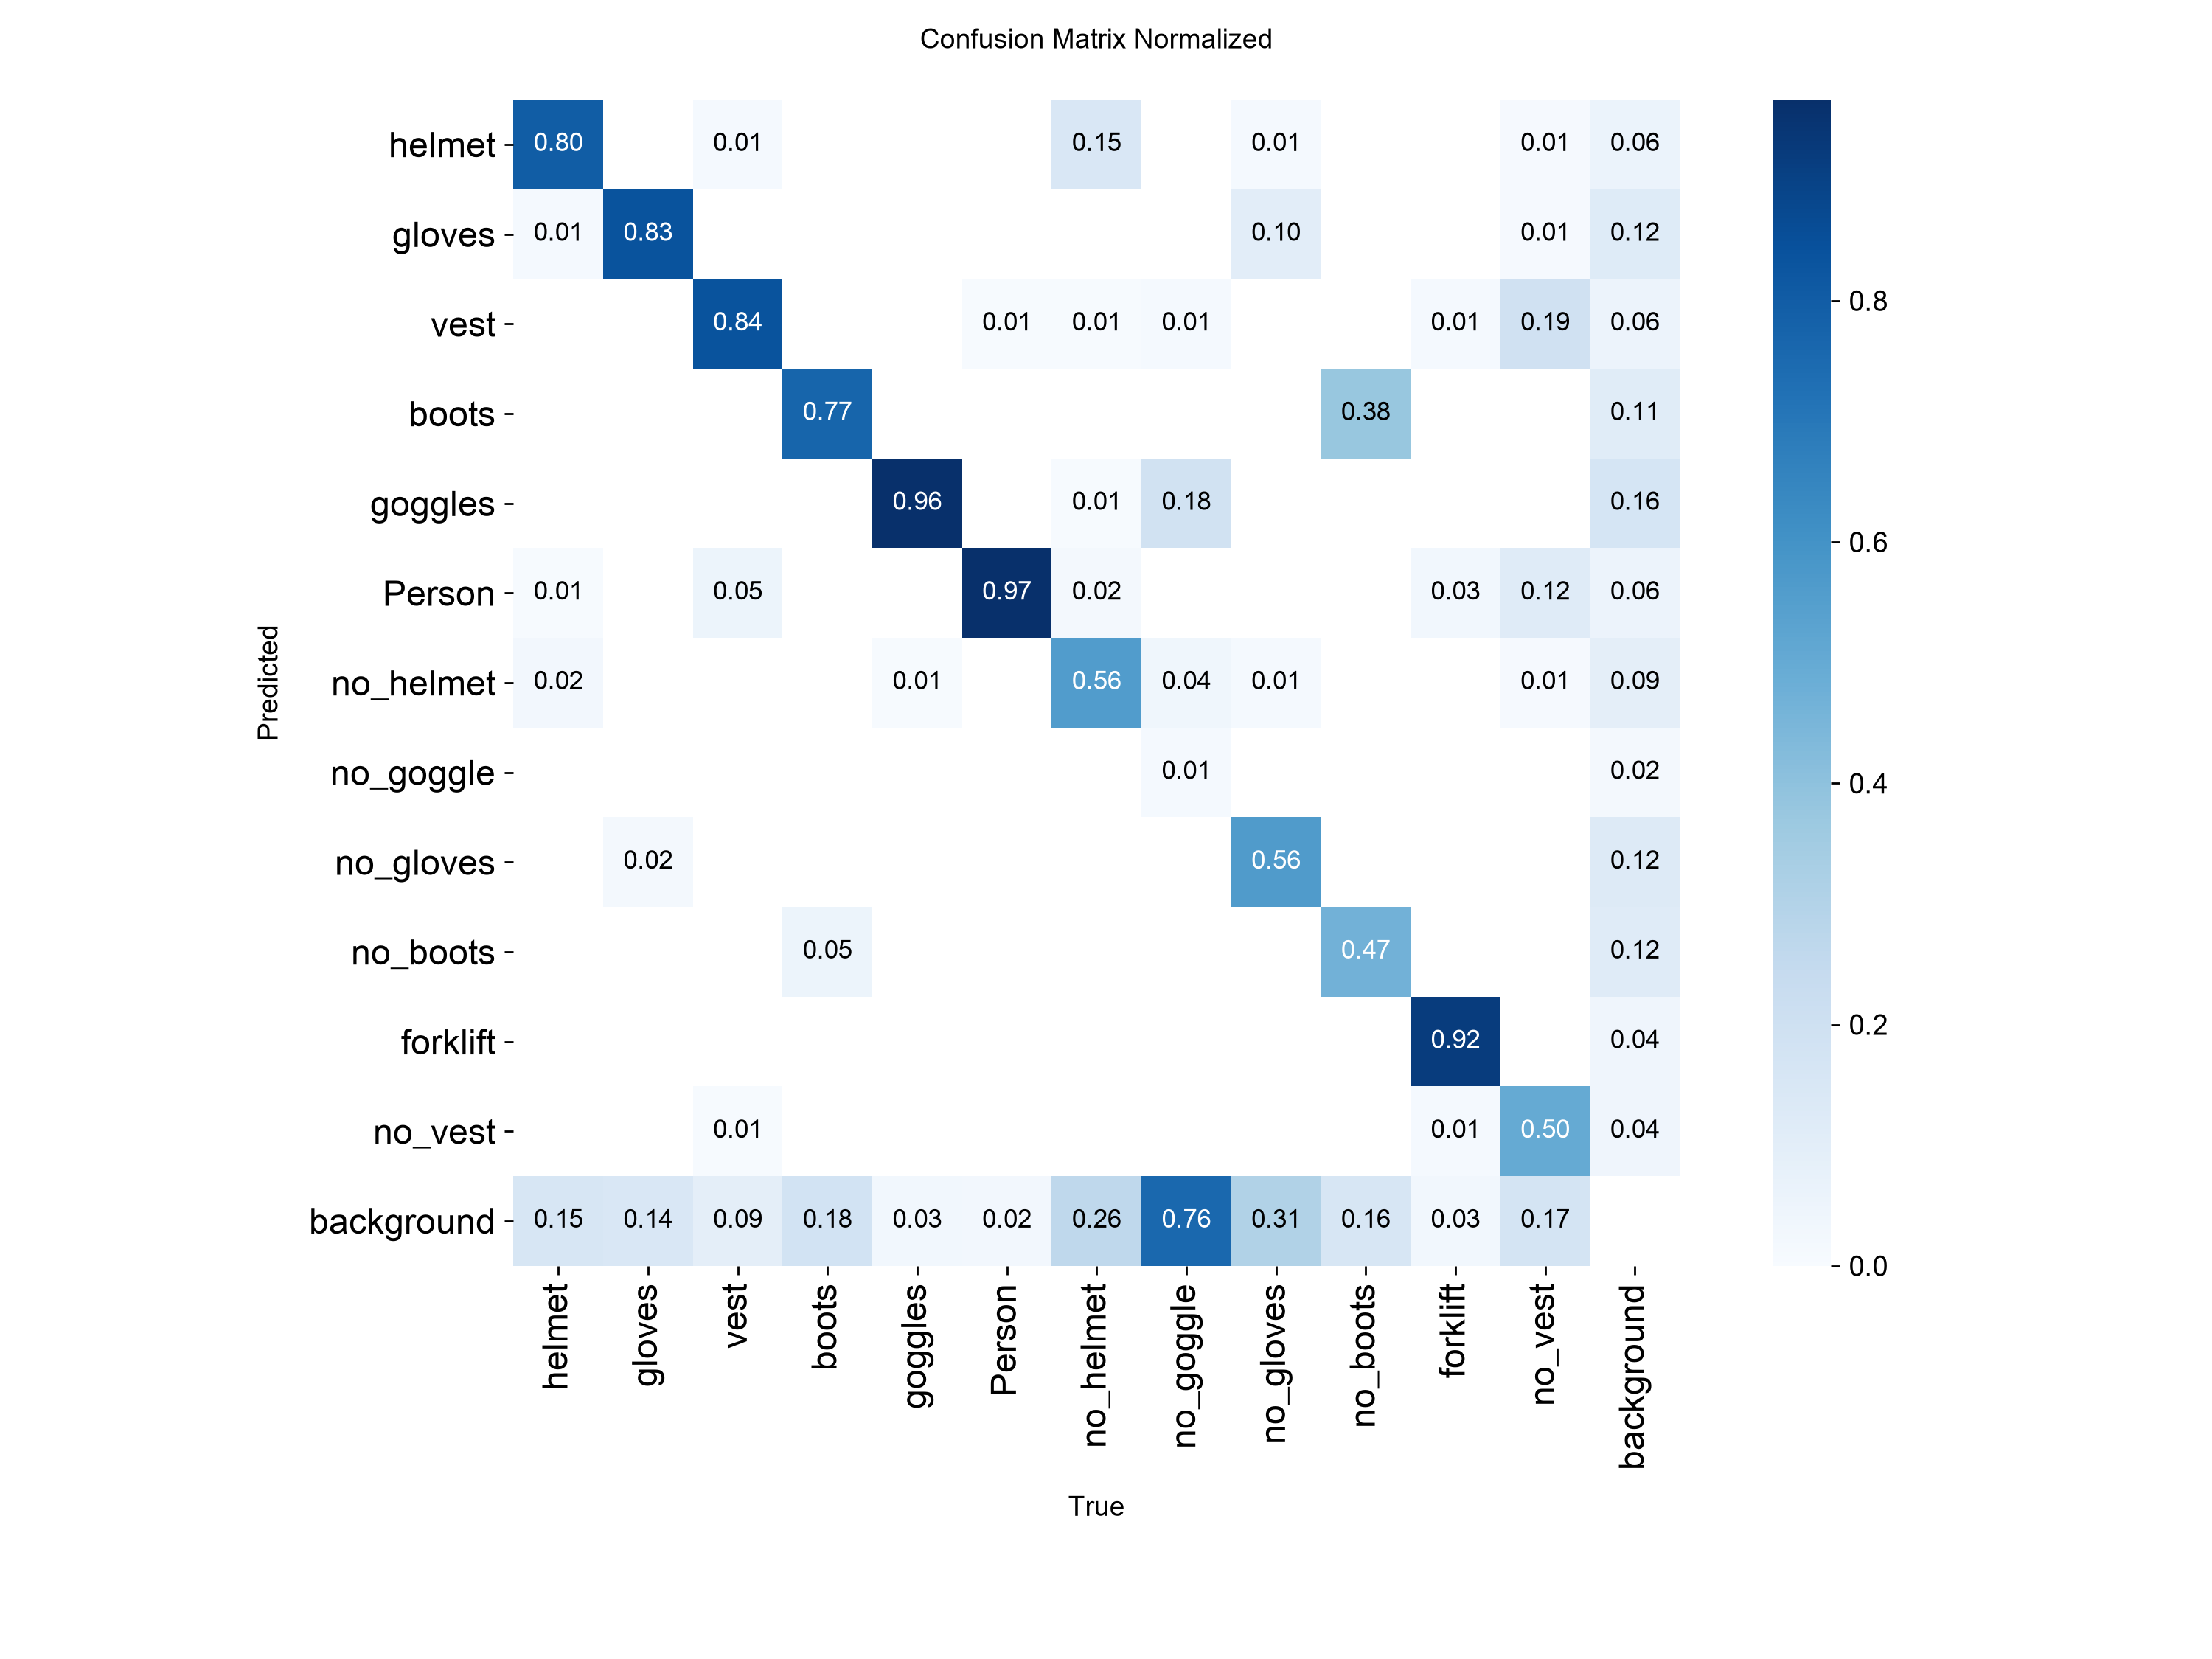 Confusion Matrix Normalized
helmet 0.80 0.01 0.15 0.01 0.01 0.06
gloves 0.01 0.83 0.10 0.01 0.12
vest 0.84 0.01 0.01 0.01 0.01 0.19 0.06 0.8
boots 0.77 0.38 0.11
goggles 0.96 0.01 0.18 0.16
0.6
Person 0.01 0.05 0.97 0.02 0.03 0.12 0.06
Predicted
no_helmet 0.02 0.01 0.56 0.04 0.01 0.01 0.09
no_goggle 0.01 0.02 0.4
no_gloves 0.02 0.56 0.12
no_boots 0.05 0.47 0.12
0.2
forklift 0.92 0.04
no_vest 0.01 0.01 0.50 0.04
background 0.15 0.14 0.09 0.18 0.03 0.02 0.26 0.76 0.31 0.16 0.03 0.17
0.0
helmet gloves vest boots goggles Person no_helmet no_goggle no_gloves no_boots forklift no_vest background
True